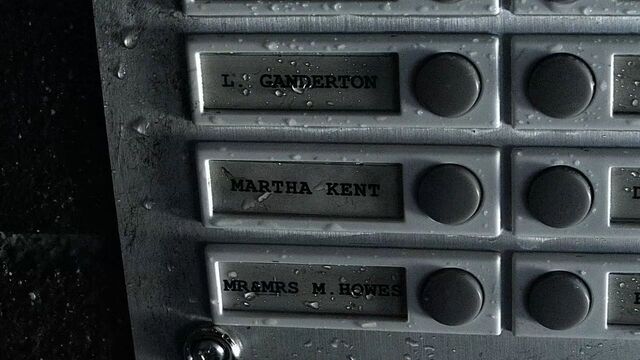 L. GANDERTON
MARTHA KENT
MR&MRS M.HOWES